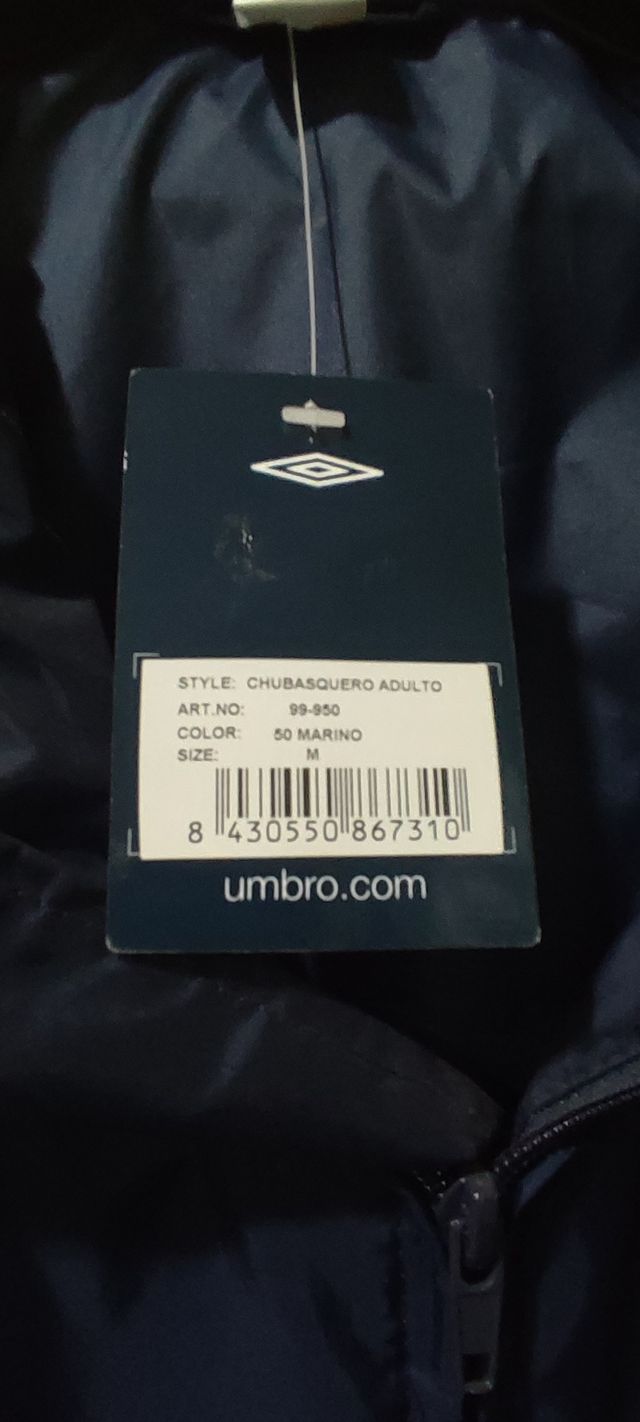 STYLE: CHUBASQUERO ADULTO
ART.NO: 99-950
COLOR: 50 MARINO
SIZE: M
8 430550 867310
umbro.com